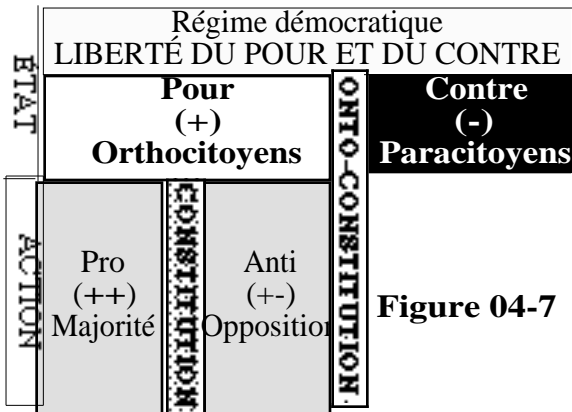 Régime démocratique
LIBERTÉ DU POUR ET DU CONTRE
ÉTAT
Pour
(+)
Orthocitoyens
ONTO-CONSTITUTION
Contre
(-)
Paracitoyens
ACTION
Pro
(++)
Majorité
CONSTITUTION
Anti
(+-)
Opposition
Figure 04-7